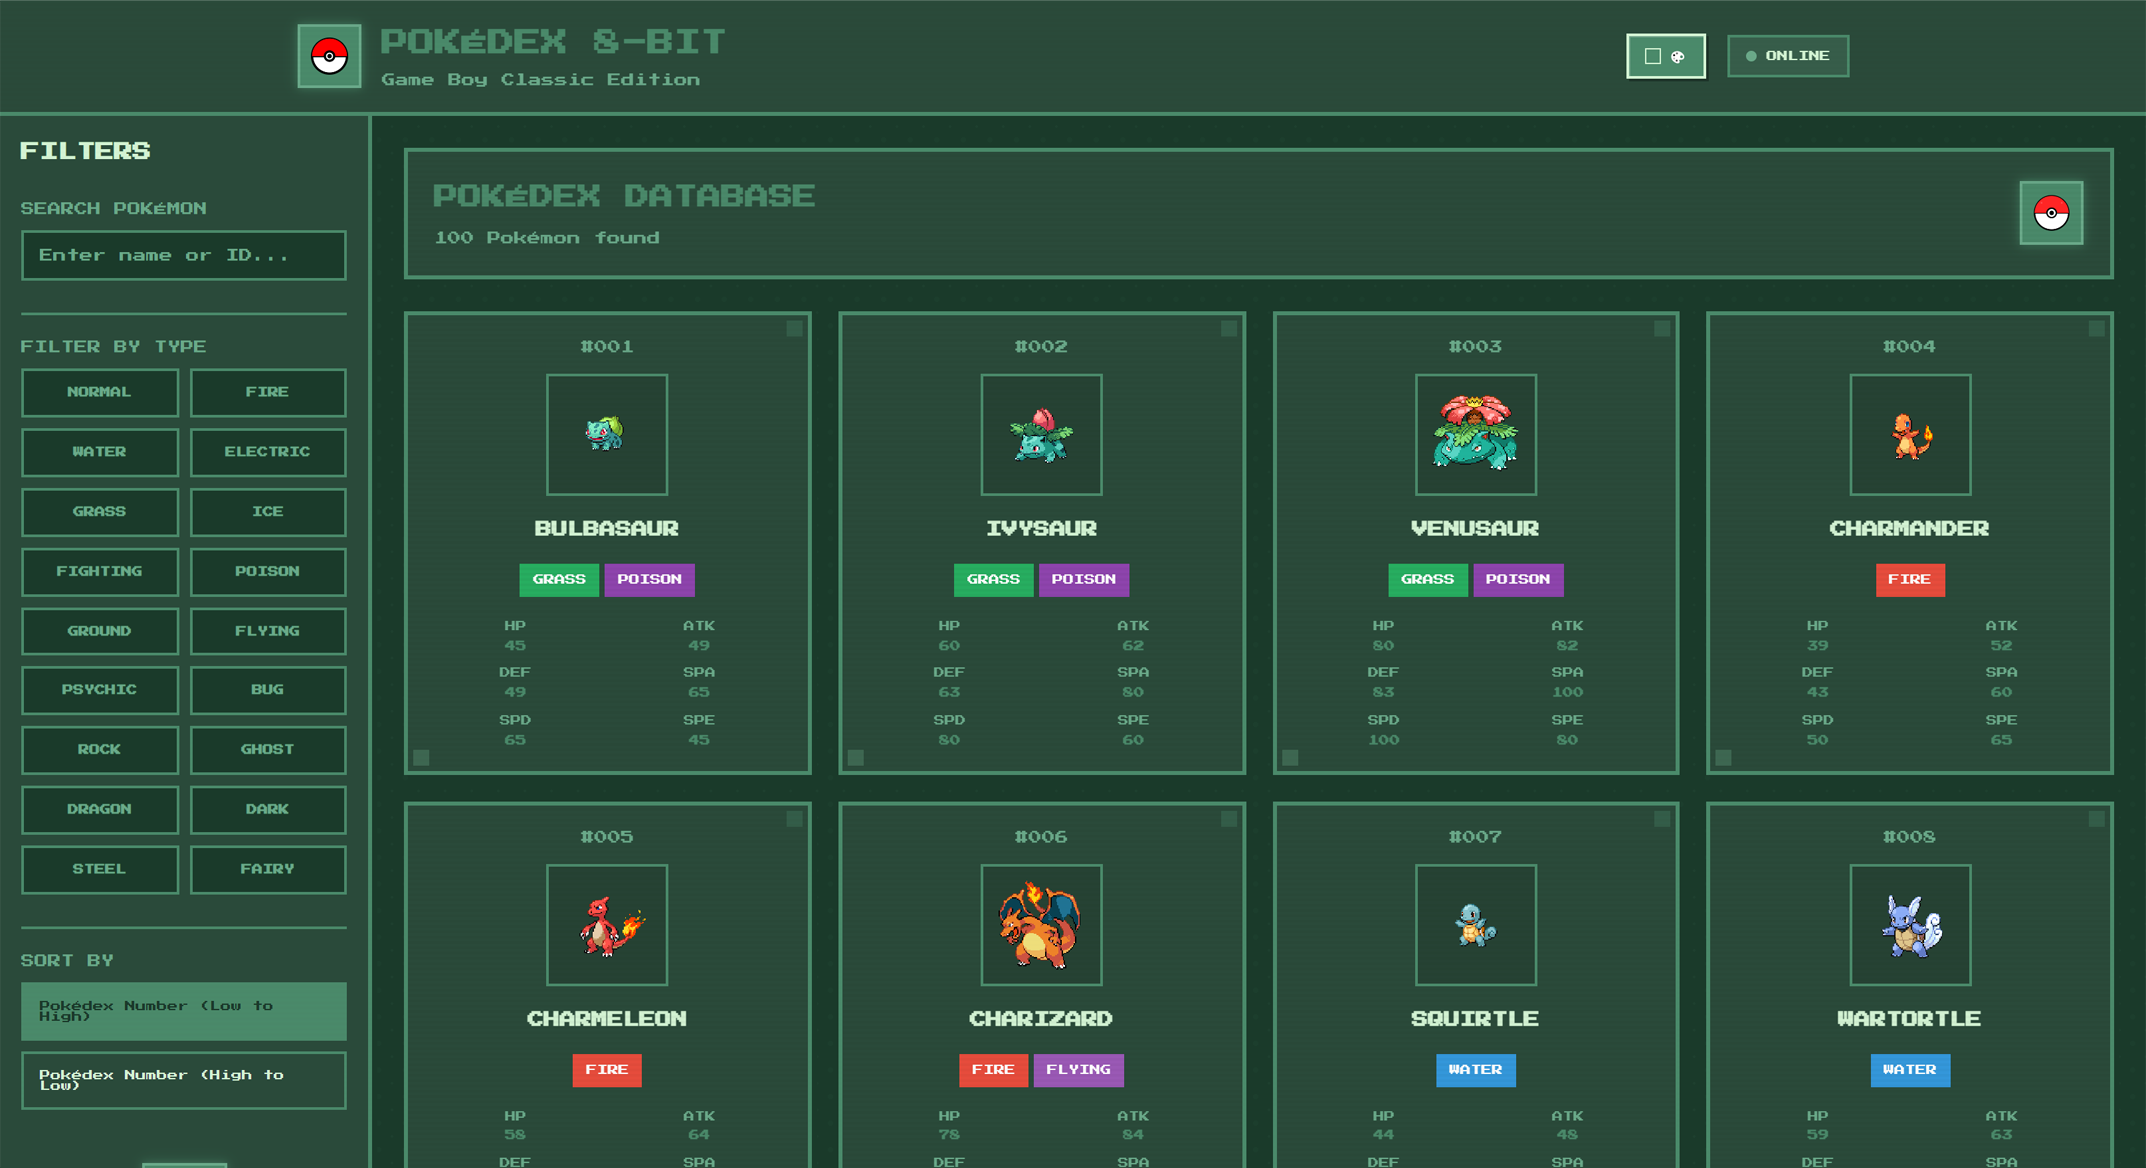 POKéDEX 8-BIT
Game Boy Classic Edition
ONLINE
FILTERS
SEARCH POKéMON
Enter name or ID...
FILTER BY TYPE
NORMAL FIRE
WATER ELECTRIC
GRASS ICE
FIGHTING POISON
GROUND FLYING
PSYCHIC BUG
ROCK GHOST
DRAGON DARK
STEEL FAIRY
SORT BY
Pokédex Number (Low to
High)
Pokédex Number (High to
Low)
POKéDEX DATABASE
100 Pokémon found
#001
BULBASAUR
GRASS POISON
HP ATK
45 49
DEF SPA
49 65
SPD SPE
65 45
#002
IVYSAUR
GRASS POISON
HP ATK
60 62
DEF SPA
63 80
SPD SPE
80 60
#003
VENUSAUR
GRASS POISON
HP ATK
80 82
DEF SPA
83 100
SPD SPE
100 80
#004
CHARMANDER
FIRE
HP ATK
39 52
DEF SPA
43 60
SPD SPE
50 65
#005
CHARMELEON
FIRE
HP ATK
58 64
DEF SPA
#006
CHARIZARD
FIRE FLYING
HP ATK
78 84
DEF SPA
#007
SQUIRTLE
WATER
HP ATK
44 48
DEF SPA
#008
WARTORTLE
WATER
HP ATK
59 63
DEF SPA